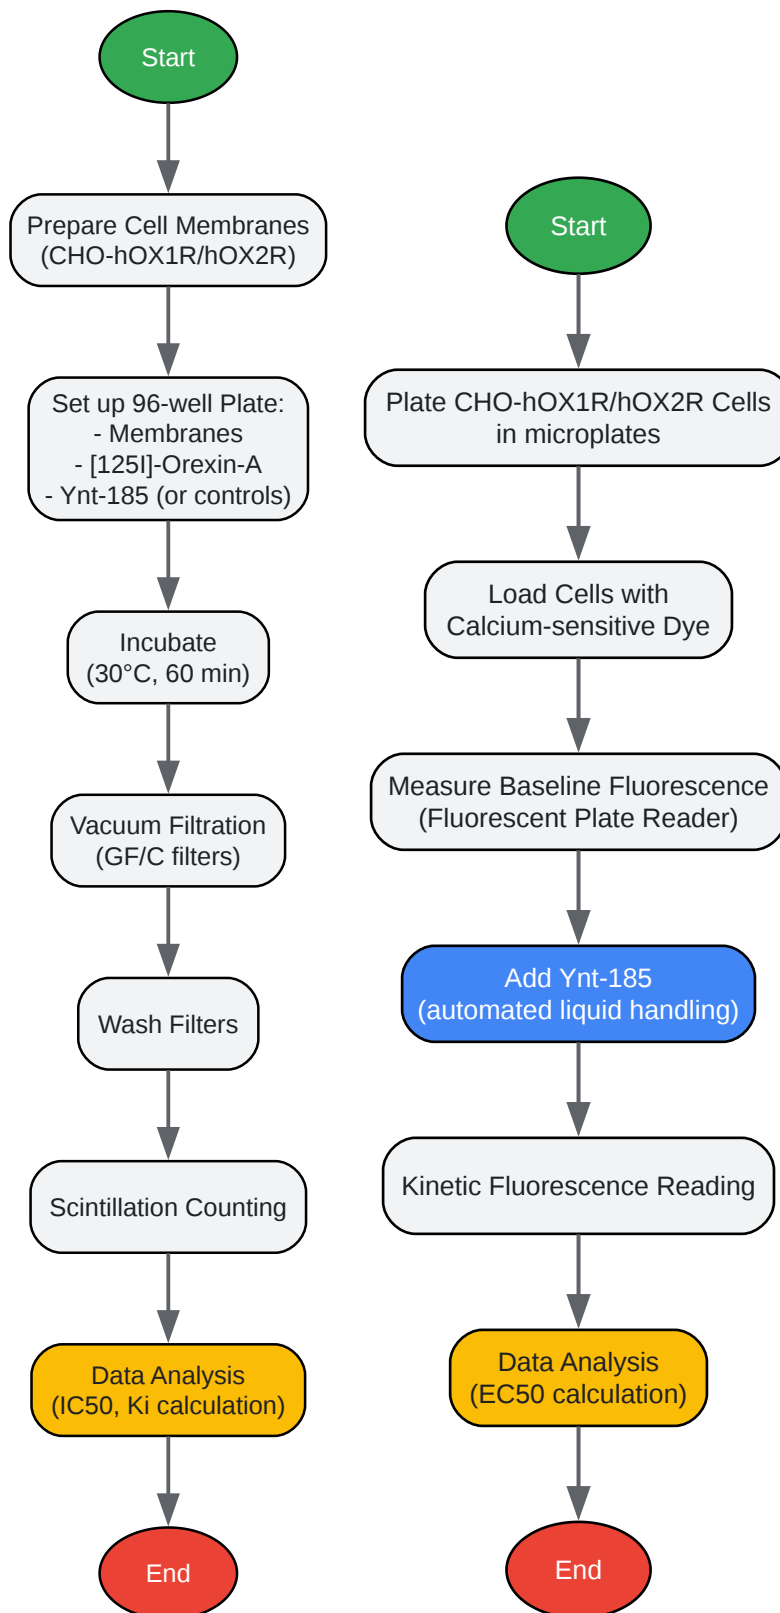 Start
Prepare Cell Membranes
(CHO-hOX1R/hOX2R)
Set up 96-well Plate:
- Membranes
- [125I]-Orexin-A
- Ynt-185 (or controls)
Incubate
(30°C, 60 min)
Vacuum Filtration
(GF/C filters)
Wash Filters
Scintillation Counting
Data Analysis
(IC50, Ki calculation)
End
Start
Plate CHO-hOX1R/hOX2R Cells
in microplates
Load Cells with
Calcium-sensitive Dye
Measure Baseline Fluorescence
(Fluorescent Plate Reader)
Add Ynt-185
(automated liquid handling)
Kinetic Fluorescence Reading
Data Analysis
(EC50 calculation)
End